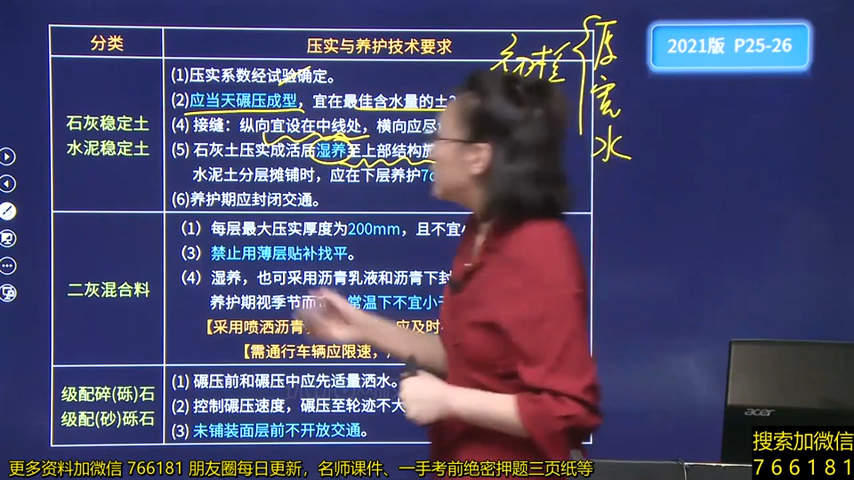 分类
压实与养护技术要求
2021版 P25-26
初栏
厚
宽
水
石灰稳定土
水泥稳定土
(1)压实系数经试验确定。
(2)应当天碾压成型，宜在最佳含水量的土
(4)接缝：纵向宜设在中线处，横向应尽
(5)石灰土压实成活后湿养至上部结构施
水泥土分层摊铺时，应在下层养护7
(6)养护期应封闭交通。
二灰混合料
(1) 每层最大压实厚度为200mm，且不宜
(3) 禁止用薄层贴补找平。
(4) 湿养，也可采用沥青乳液和沥青下封
养护期视季节而 常温下不宜小于
【采用喷洒沥青 应及时
【需通行车辆应限速，
级配碎(砾)石
级配(砂)砾石
(1) 碾压前和碾压中应先适量洒水。
(2) 控制碾压速度，碾压至轮迹不大
(3) 未铺装面层前不开放交通。
acer
搜索加微信
766181
更多资料加微信 766181 朋友圈每日更新，名师课件、一手考前绝密押题三页纸等